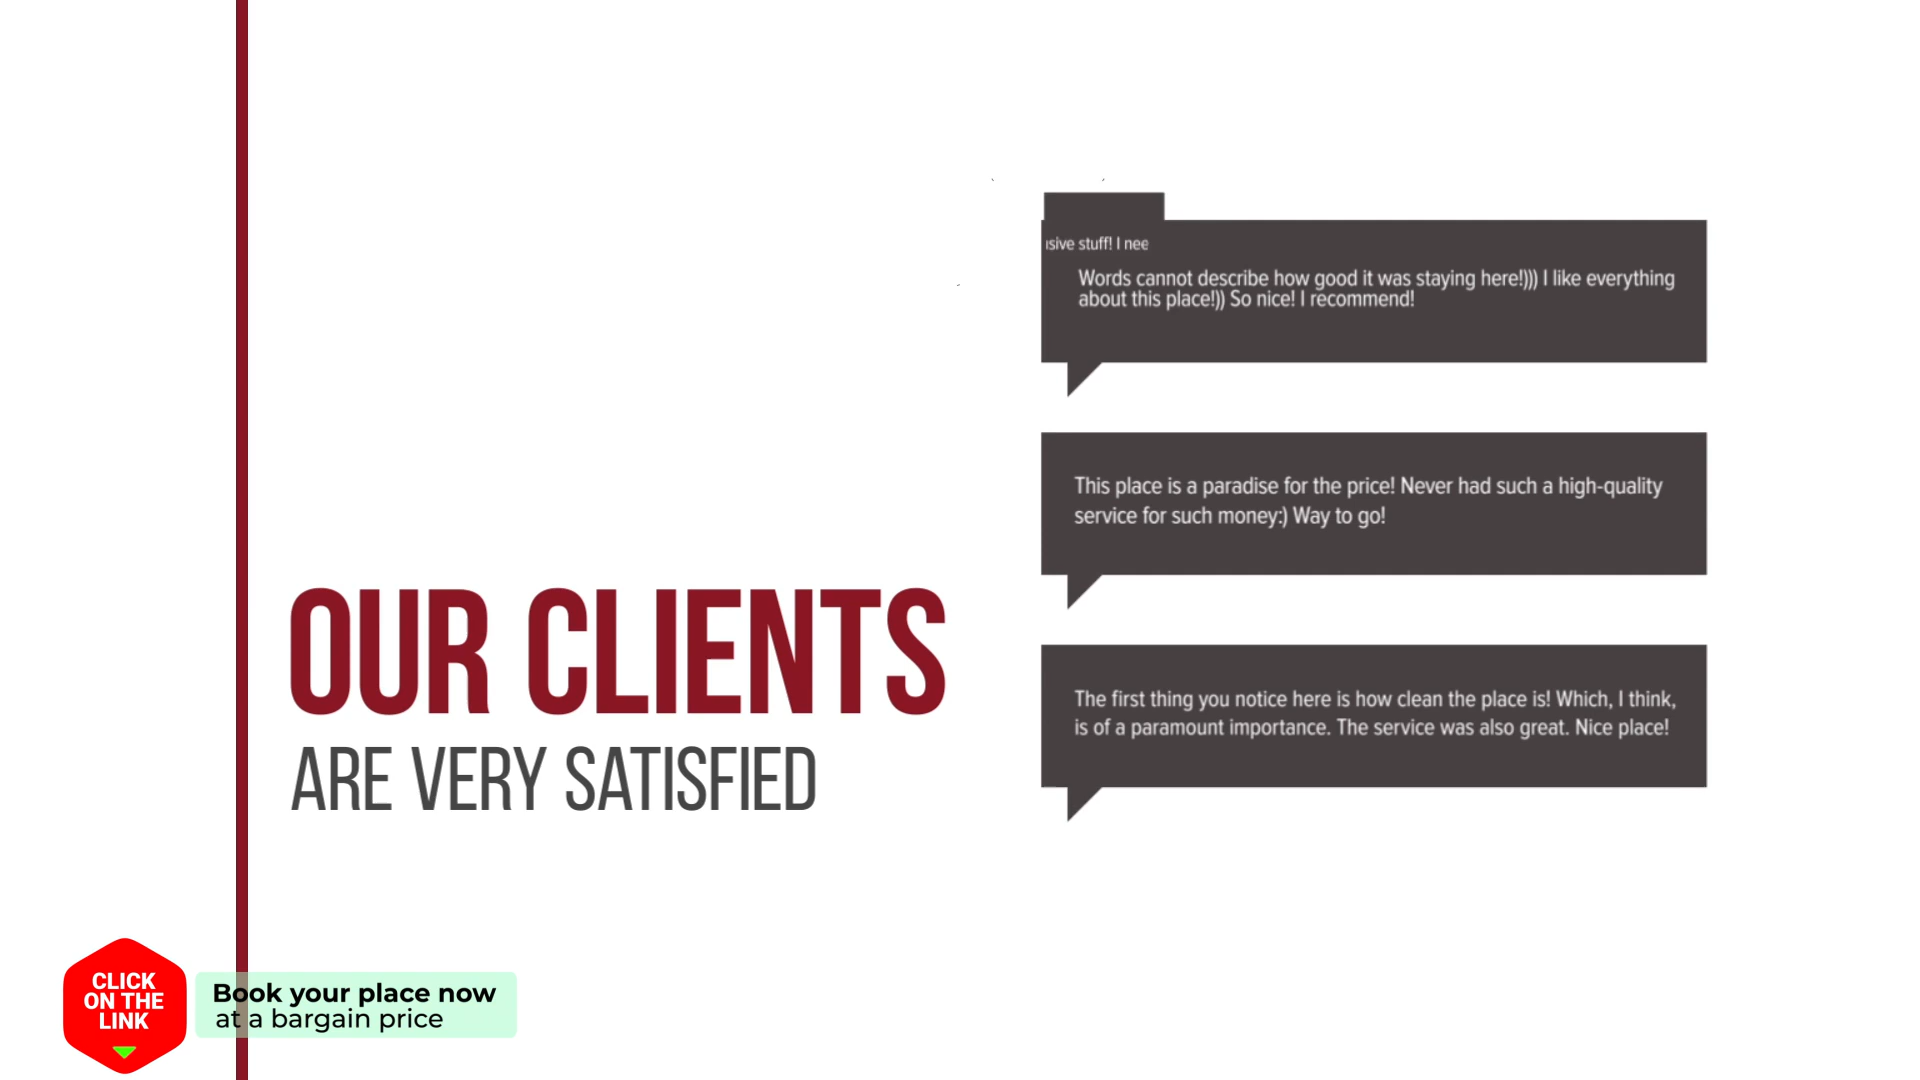 sive stuff! I nee
Words cannot describe how good it was staying here!))) I like everything
about this place!)) So nice! I recommend!
This place is a paradise for the price! Never had such a high-quality
service for such money:) Way to go!
The first thing you notice here is how clean the place is! Which, I think,
is of a paramount importance. The service was also great. Nice place!
OUR CLIENTS
ARE VERY SATISFIED
CLICK
ON THE
LINK
Book your place now
at a bargain price